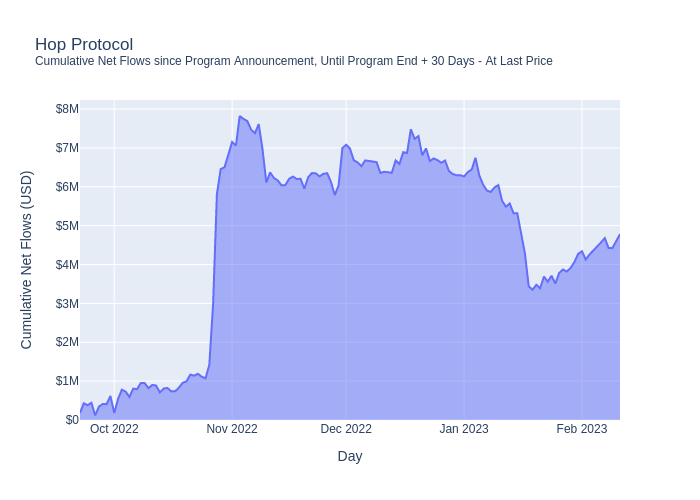 Hop Protocol
Cumulative Net Flows since Program Announcement, Until Program End + 30 Days - At Last Price
$8M
$7M
$6M
$5M
$4M
$3M
$2M
$1M
$0
Cumulative Net Flows (USD)
Oct 2022 Nov 2022 Dec 2022 Jan 2023 Feb 2023
Day